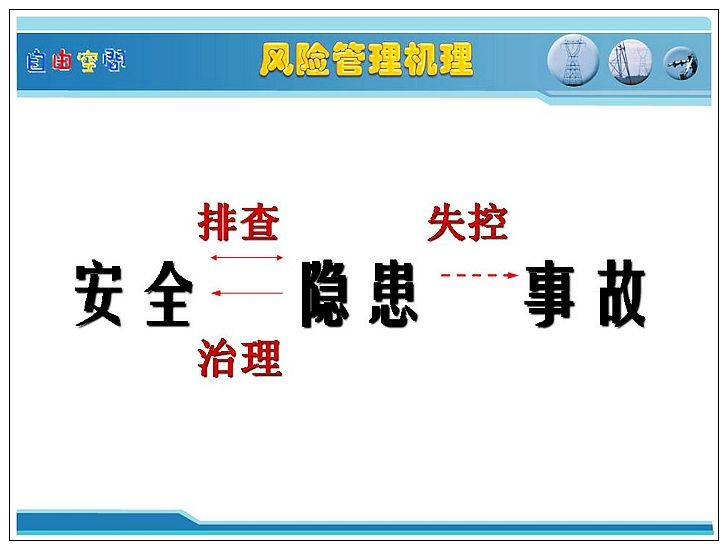 自由空间
风险管理机理
排查 失控
安全 隐患 事故
治理